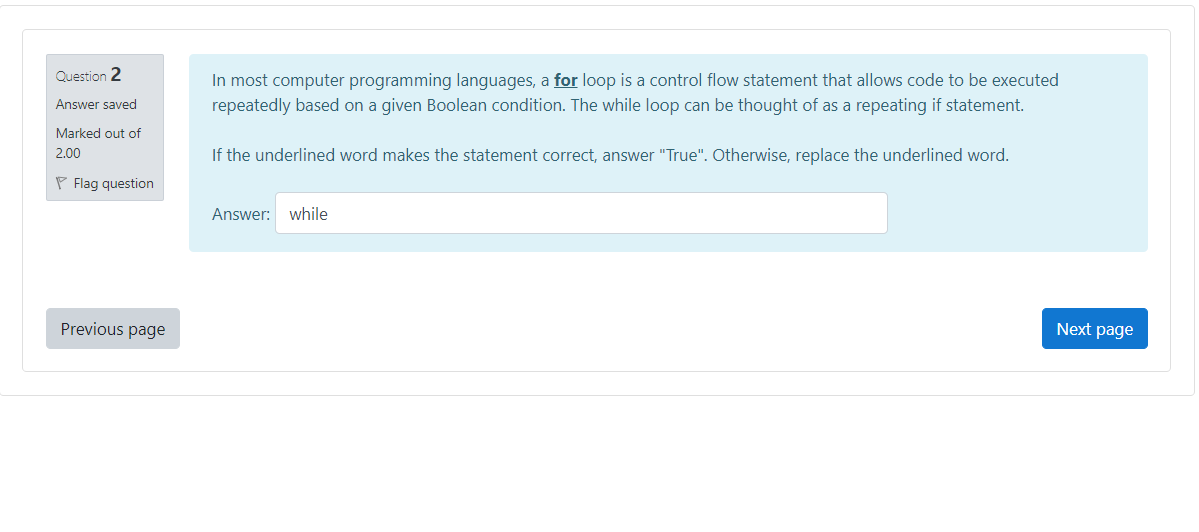 Question 2
Answer saved
Marked out of
2.00
Flag question
In most computer programming languages, a for loop is a control flow statement that allows code to be executed
repeatedly based on a given Boolean condition. The while loop can be thought of as a repeating if statement.
If the underlined word makes the statement correct, answer "True". Otherwise, replace the underlined word.
Answer: while
Previous page
Next page